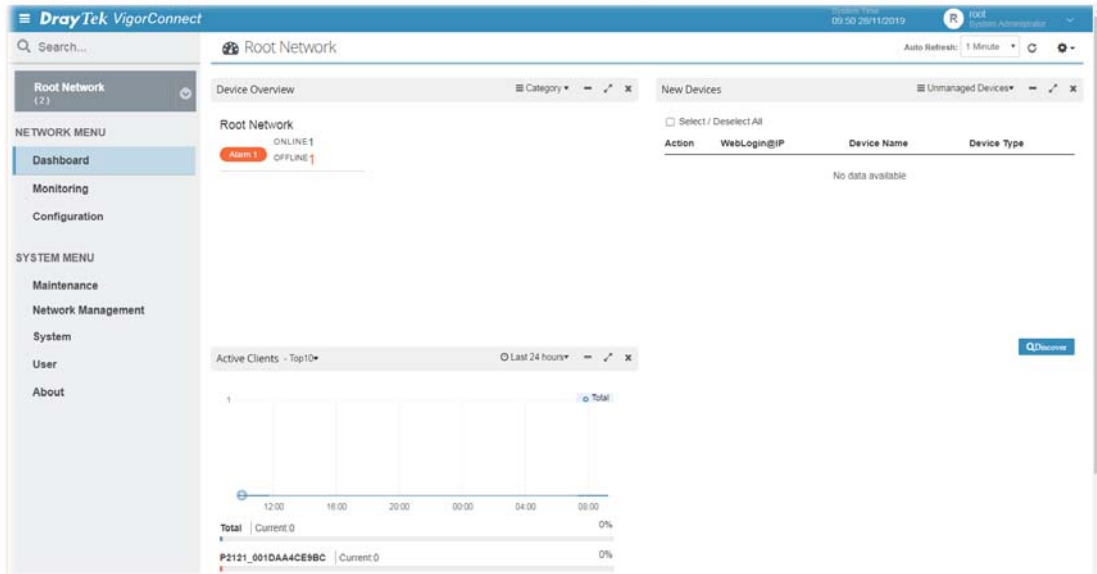 DrayTek VigorConnect
System Time
09:50 26/11/2019
R
root
System Administrator
Search...
Root Network
Auto Refresh: 1 Minute
Root Network
(2)
NETWORK MENU
Dashboard
Monitoring
Configuration
SYSTEM MENU
Maintenance
Network Management
System
User
About
Device Overview
Category
Root Network
Alarm 1
ONLINE 1
OFFLINE 1
New Devices
Unmanaged Devices
Select / Deselect All
Action WebLogin@IP Device Name Device Type
No data available
Discover
Active Clients - Top10
Last 24 hours
1
Total
12:00 16:00 20:00 00:00 04:00 08:00
Total Current:0 0%
P2121_001DAA4CE9BC Current:0 0%